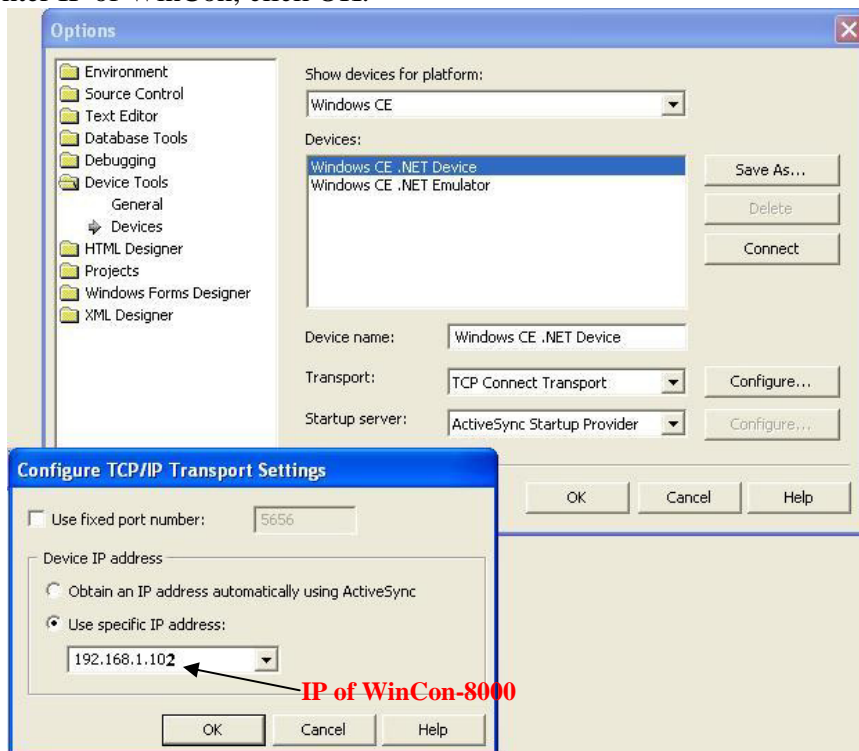 IP of WinCon, click OK.
Options
Environment
Source Control
Text Editor
Database Tools
Debugging
Device Tools
General
Devices
HTML Designer
Projects
Windows Forms Designer
XML Designer
Show devices for platform:
Windows CE
Devices:
Windows CE .NET Device
Windows CE .NET Emulator
Save As...
Delete
Connect
Device name:
Windows CE .NET Device
Transport:
TCP Connect Transport
Configure...
Startup server:
ActiveSync Startup Provider
Configure...
OK
Cancel
Help
Configure TCP/IP Transport Settings
Use fixed port number:
5656
Device IP address
Obtain an IP address automatically using ActiveSync
Use specific IP address:
192.168.1.102
IP of WinCon-8000
OK
Cancel
Help